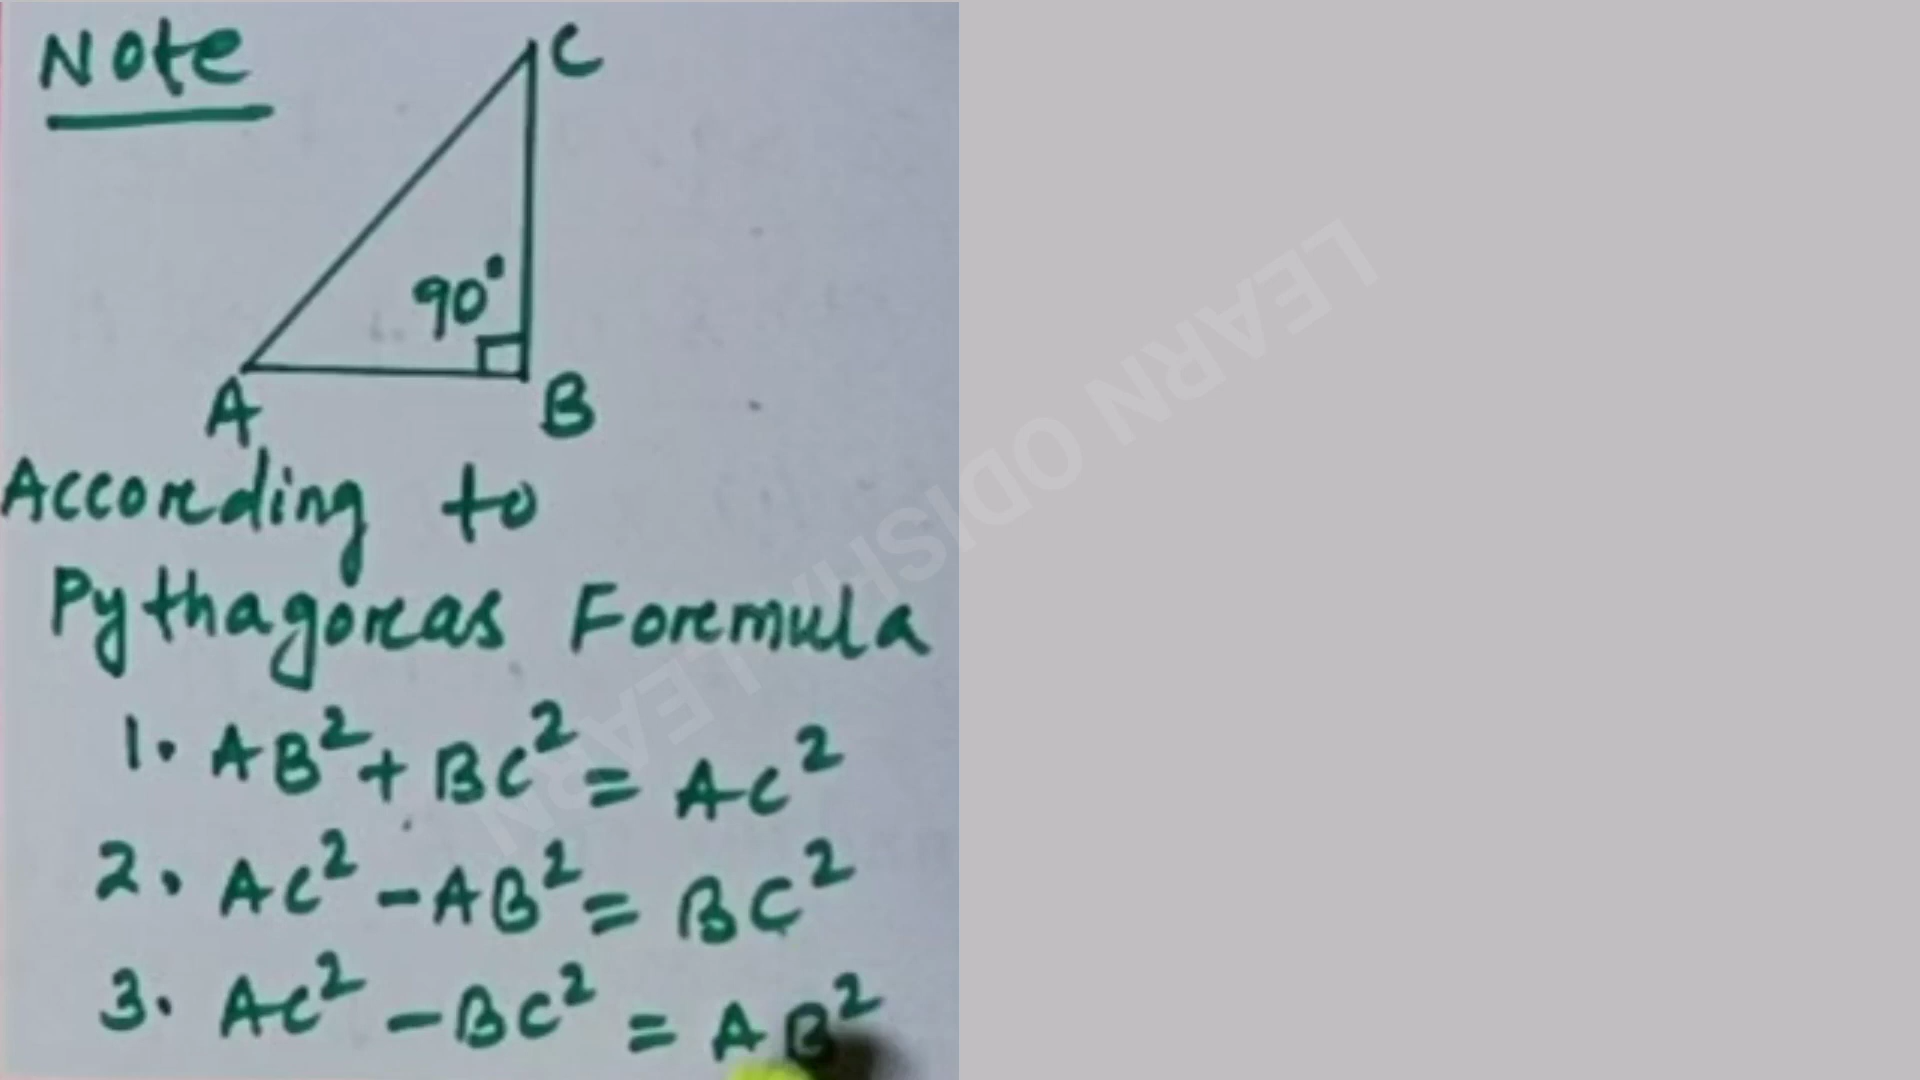 Note
C
90°
A B
According to
Pythagoras Formula
1. AB² + BC² = AC²
2. AC² - AB² = BC²
3. AC² - BC² = AB²
LEARN ODISHA
LEARN